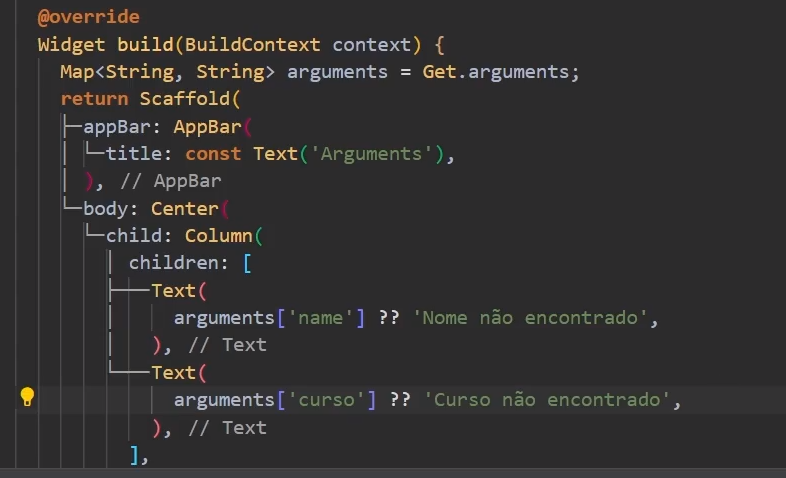 @override
Widget build(BuildContext context) {
Map<String, String> arguments = Get.arguments;
return Scaffold(
appBar: AppBar(
title: const Text('Arguments'),
), // AppBar
body: Center(
child: Column(
children: [
Text(
arguments['name'] ?? 'Nome não encontrado',
), // Text
Text(
arguments['curso'] ?? 'Curso não encontrado',
), // Text
],